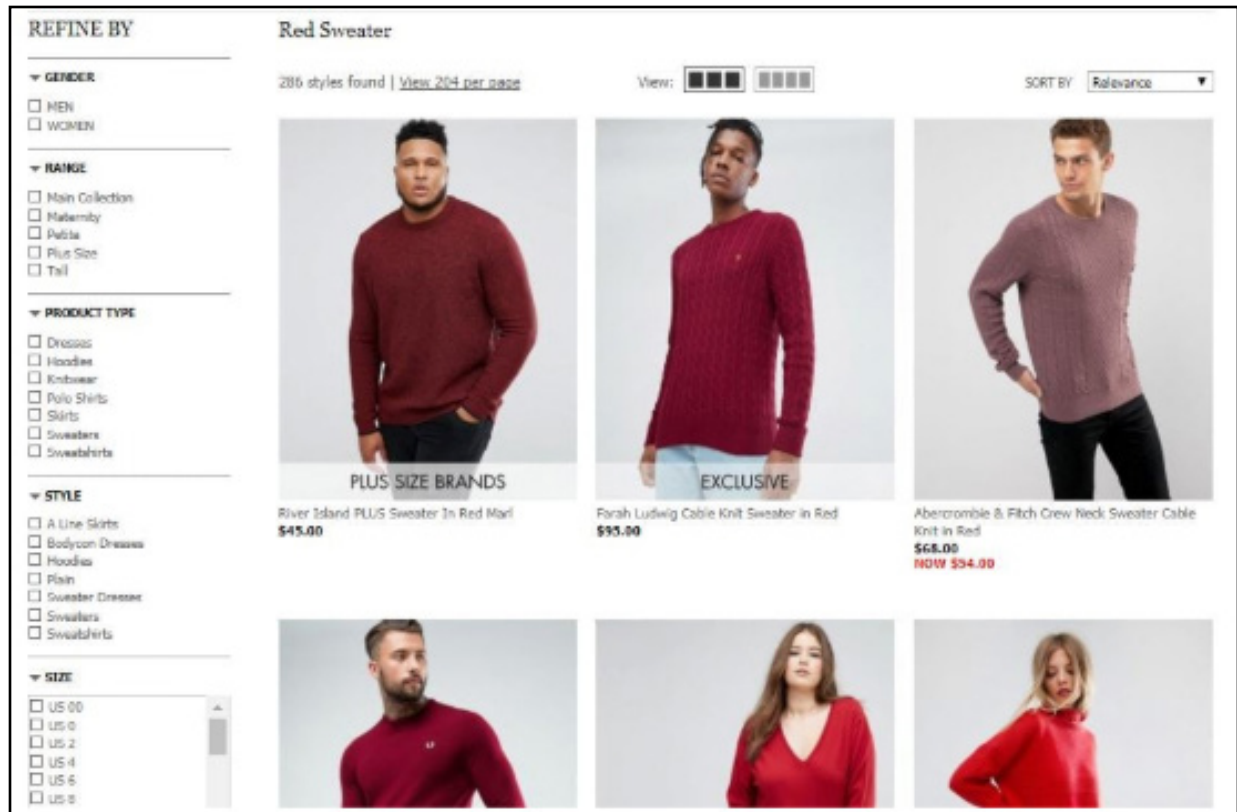 REFINE BY
GENDER
MEN
WOMEN
RANGE
Main Collection
Maternity
Petite
Plus Size
Tall
PRODUCT TYPE
Dresses
Hoodies
Knitwear
Polo Shirts
Skirts
Sweaters
Sweatshirts
STYLE
A Line Skirts
Bodycon Dresses
Hoodies
Plain
Sweater Dresses
Sweaters
Sweatshirts
SIZE
US 00
US 0
US 2
US 4
US 6
US 8
Red Sweater
286 styles found | View 204 per page
View:
SORT BY Relevance
PLUS SIZE BRANDS
River Island PLUS Sweater In Red Marl
$45.00
EXCLUSIVE
Farah Ludwig Cable Knit Sweater in Red
$95.00
Abercrombie & Fitch Crew Neck Sweater Cable
Knit in Red
$68.00
NOW $54.00